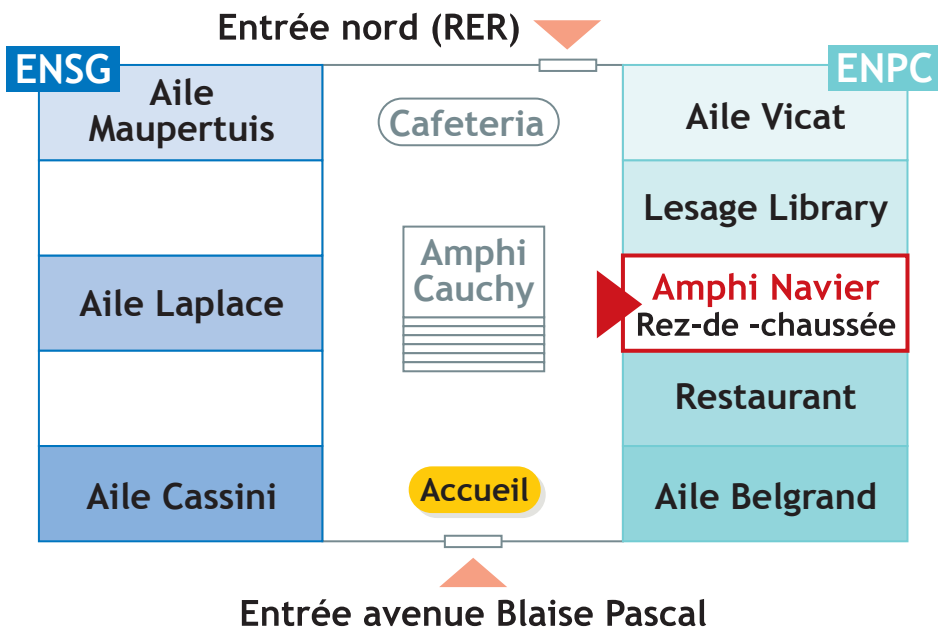 Entrée nord (RER)
ENSG
ENPC
Aile
Maupertuis
Cafeteria
Aile Vicat
Lesage Library
Amphi
Cauchy
Aile Laplace
Amphi Navier
Rez-de -chaussée
Restaurant
Aile Cassini
Accueil
Aile Belgrand
Entrée avenue Blaise Pascal